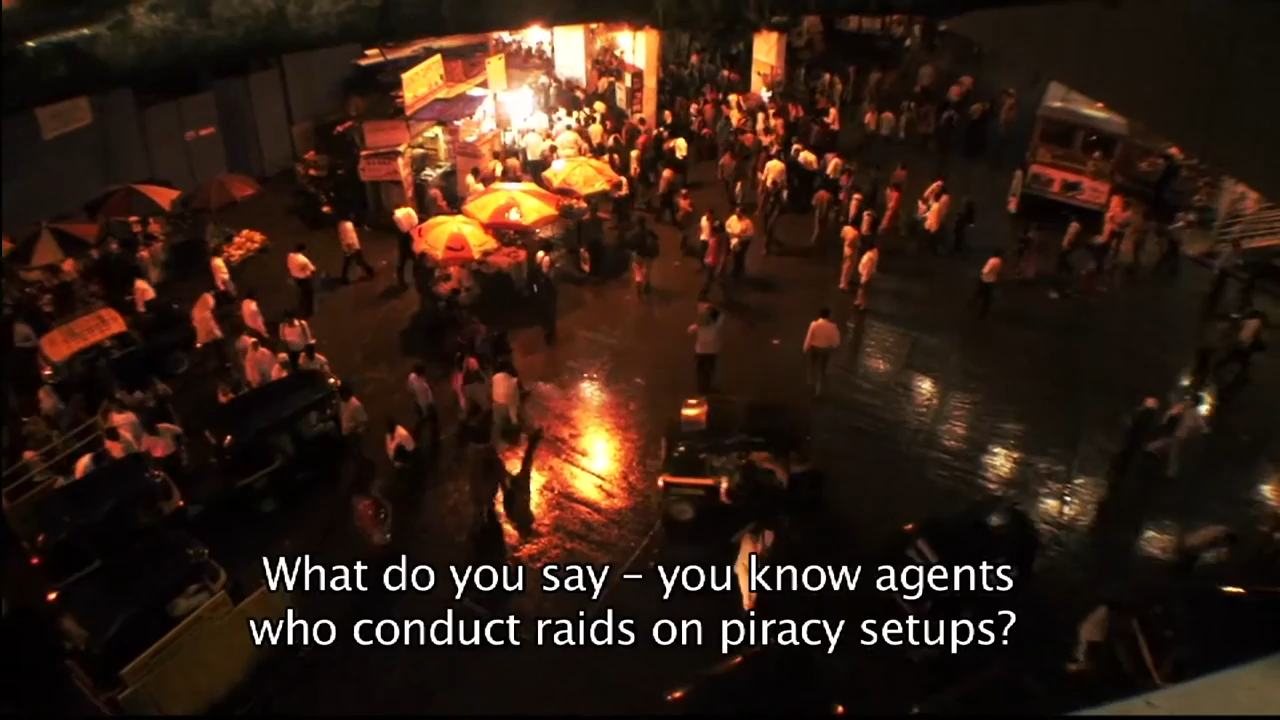 What do you say – you know agents
who conduct raids on piracy setups?